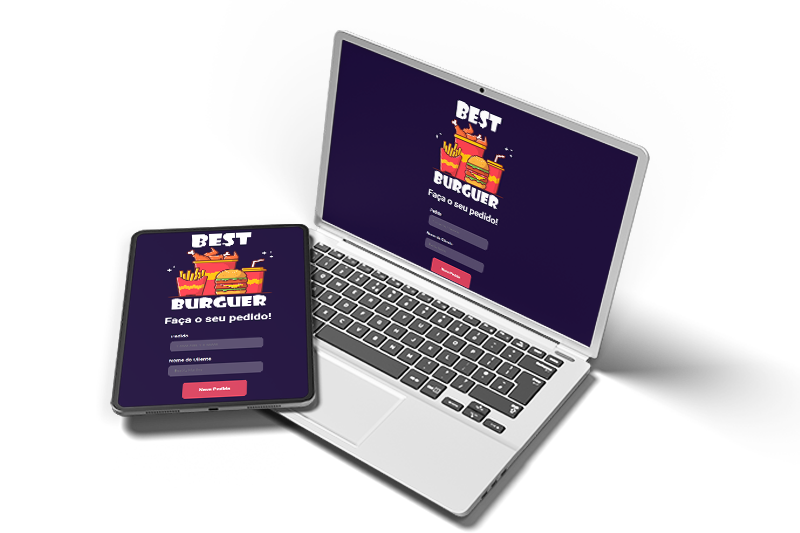 BEST
BURGUER
Faça o seu pedido!
Pedido
Nome do Cliente
Novo Pedido
BEST
BURGUER
Faça o seu pedido!
Pedido
Nome do Cliente
Novo Pedido